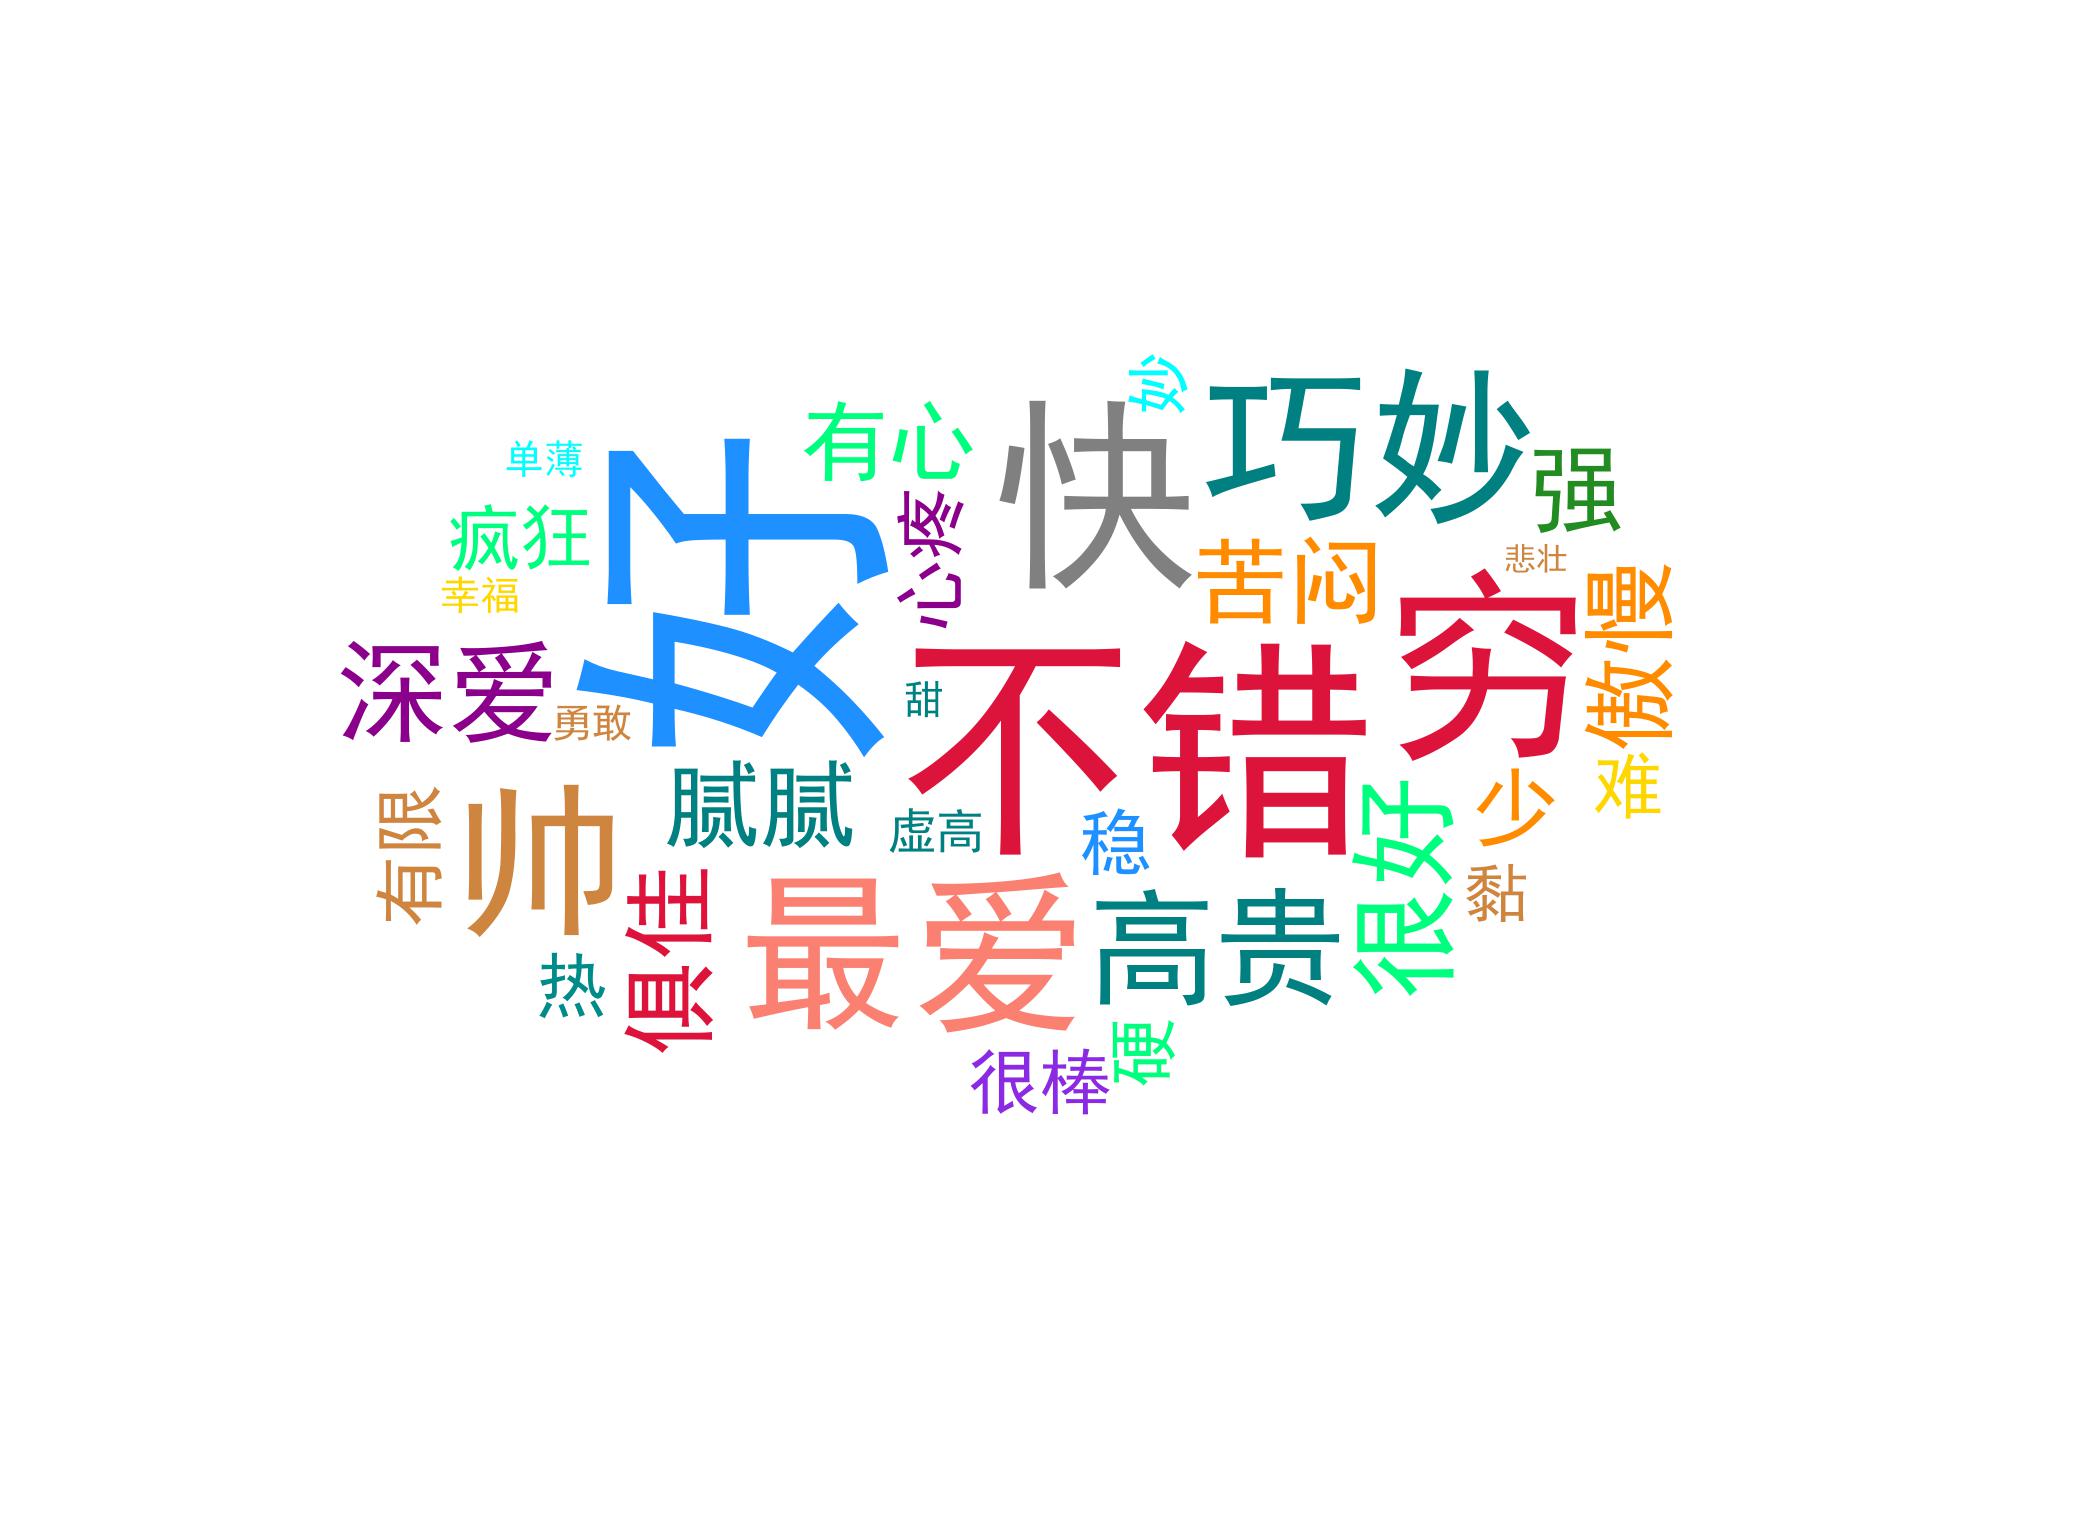 妙
巧妙
有心
快
好
单薄
强
疯狂
心疼
苦闷
悲壮
幸福
穷
傲慢
深爱
不错
甜
勇敢
难
腻腻
少
帅
有限
虚高
稳
很好
黏
俱佳
最爱
高贵
热
硬
很棒